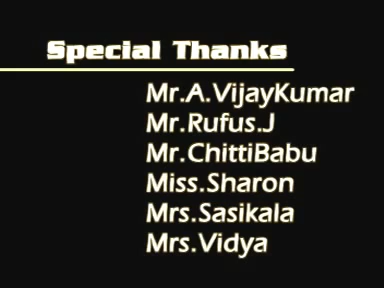 Special Thanks
Mr.A.VijayKumar
Mr.Rufus.J
Mr.ChittiBabu
Miss.Sharon
Mrs.Sasikala
Mrs.Vidya